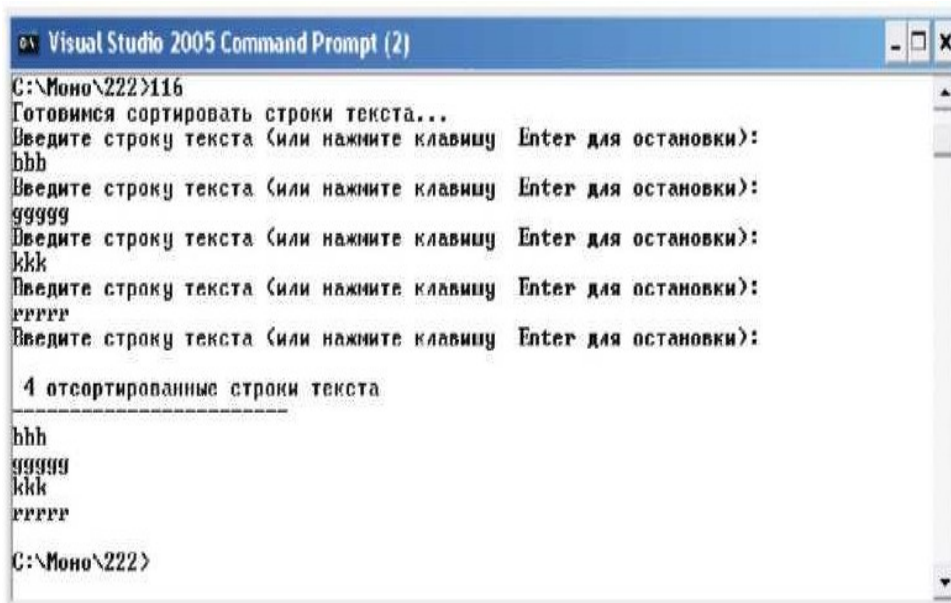 Visual Studio 2005 Command Prompt (2)
C:\Моно\222>116
Готовимся сортировать строки текста...
Введите строку текста (или нажмите клавишу Enter для остановки):
bbb
Введите строку текста (или нажмите клавишу Enter для остановки):
ggggg
Введите строку текста (или нажмите клавишу Enter для остановки):
kkk
Введите строку текста (или нажмите клавишу Enter для остановки):
rrrrr
Введите строку текста (или нажмите клавишу Enter для остановки):
4 отсортированные строки текста
-----------------------------
bbb
ggggg
kkk
rrrrr
C:\Моно\222>